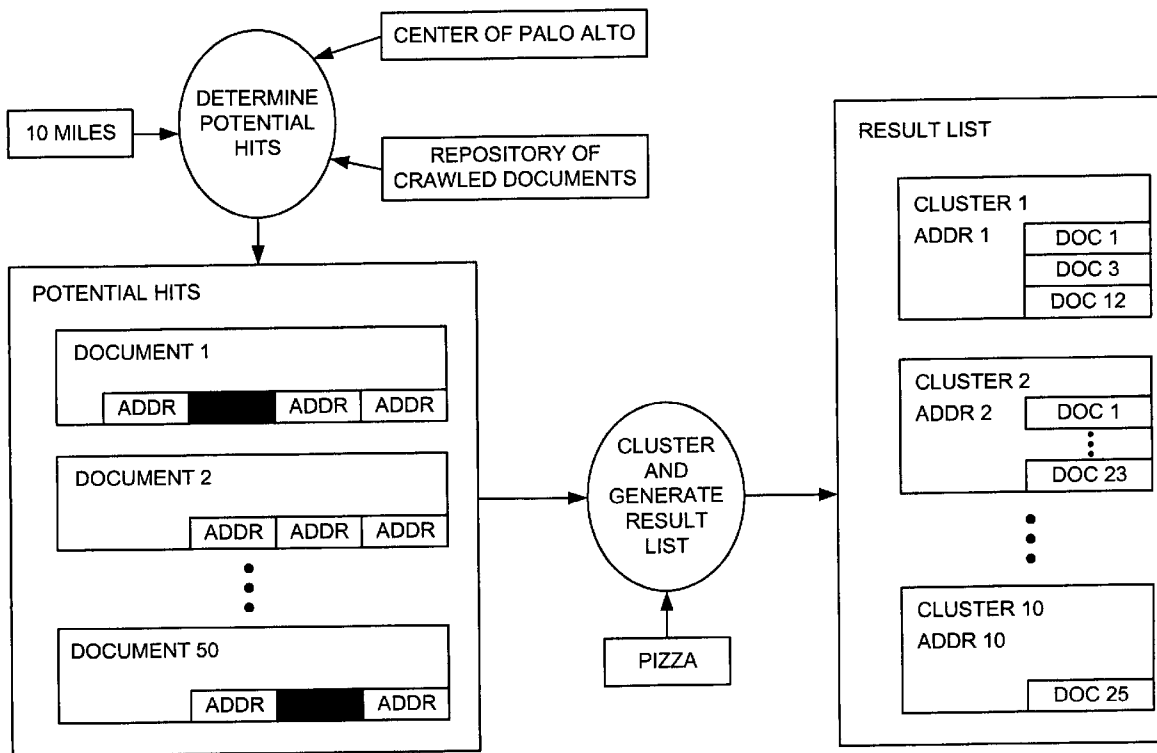 CENTER OF PALO ALTO
DETERMINE
POTENTIAL
HITS
10 MILES
REPOSITORY OF
CRAWLED DOCUMENTS
POTENTIAL HITS
DOCUMENT 1
ADDR ADDR ADDR
DOCUMENT 2
ADDR ADDR ADDR
DOCUMENT 50
ADDR ADDR
CLUSTER
AND
GENERATE
RESULT
LIST
PIZZA
RESULT LIST
CLUSTER 1
ADDR 1 DOC 1
DOC 3
DOC 12
CLUSTER 2
ADDR 2 DOC 1
DOC 23
CLUSTER 10
ADDR 10
DOC 25